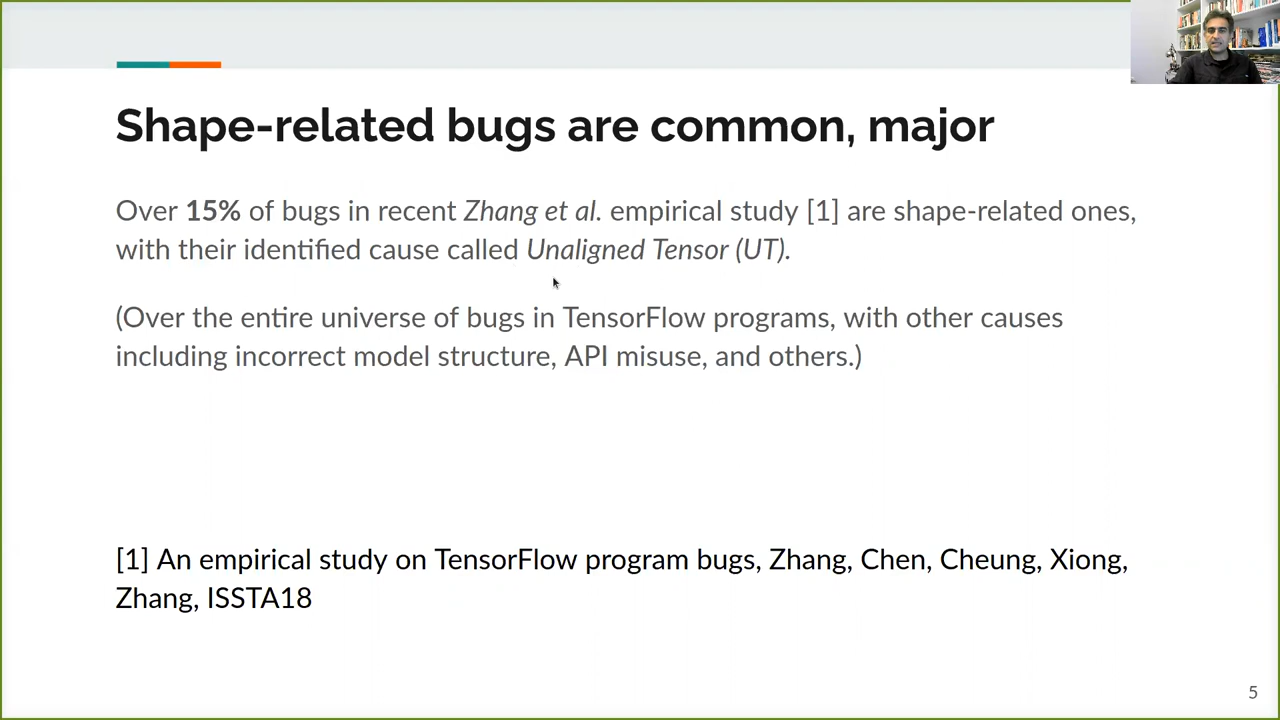 Shape-related bugs are common, major
Over 15% of bugs in recent Zhang et al. empirical study [1] are shape-related ones,
with their identified cause called Unaligned Tensor (UT).
(Over the entire universe of bugs in TensorFlow programs, with other causes
including incorrect model structure, API misuse, and others.)
[1] An empirical study on TensorFlow program bugs, Zhang, Chen, Cheung, Xiong,
Zhang, ISSTA18
5